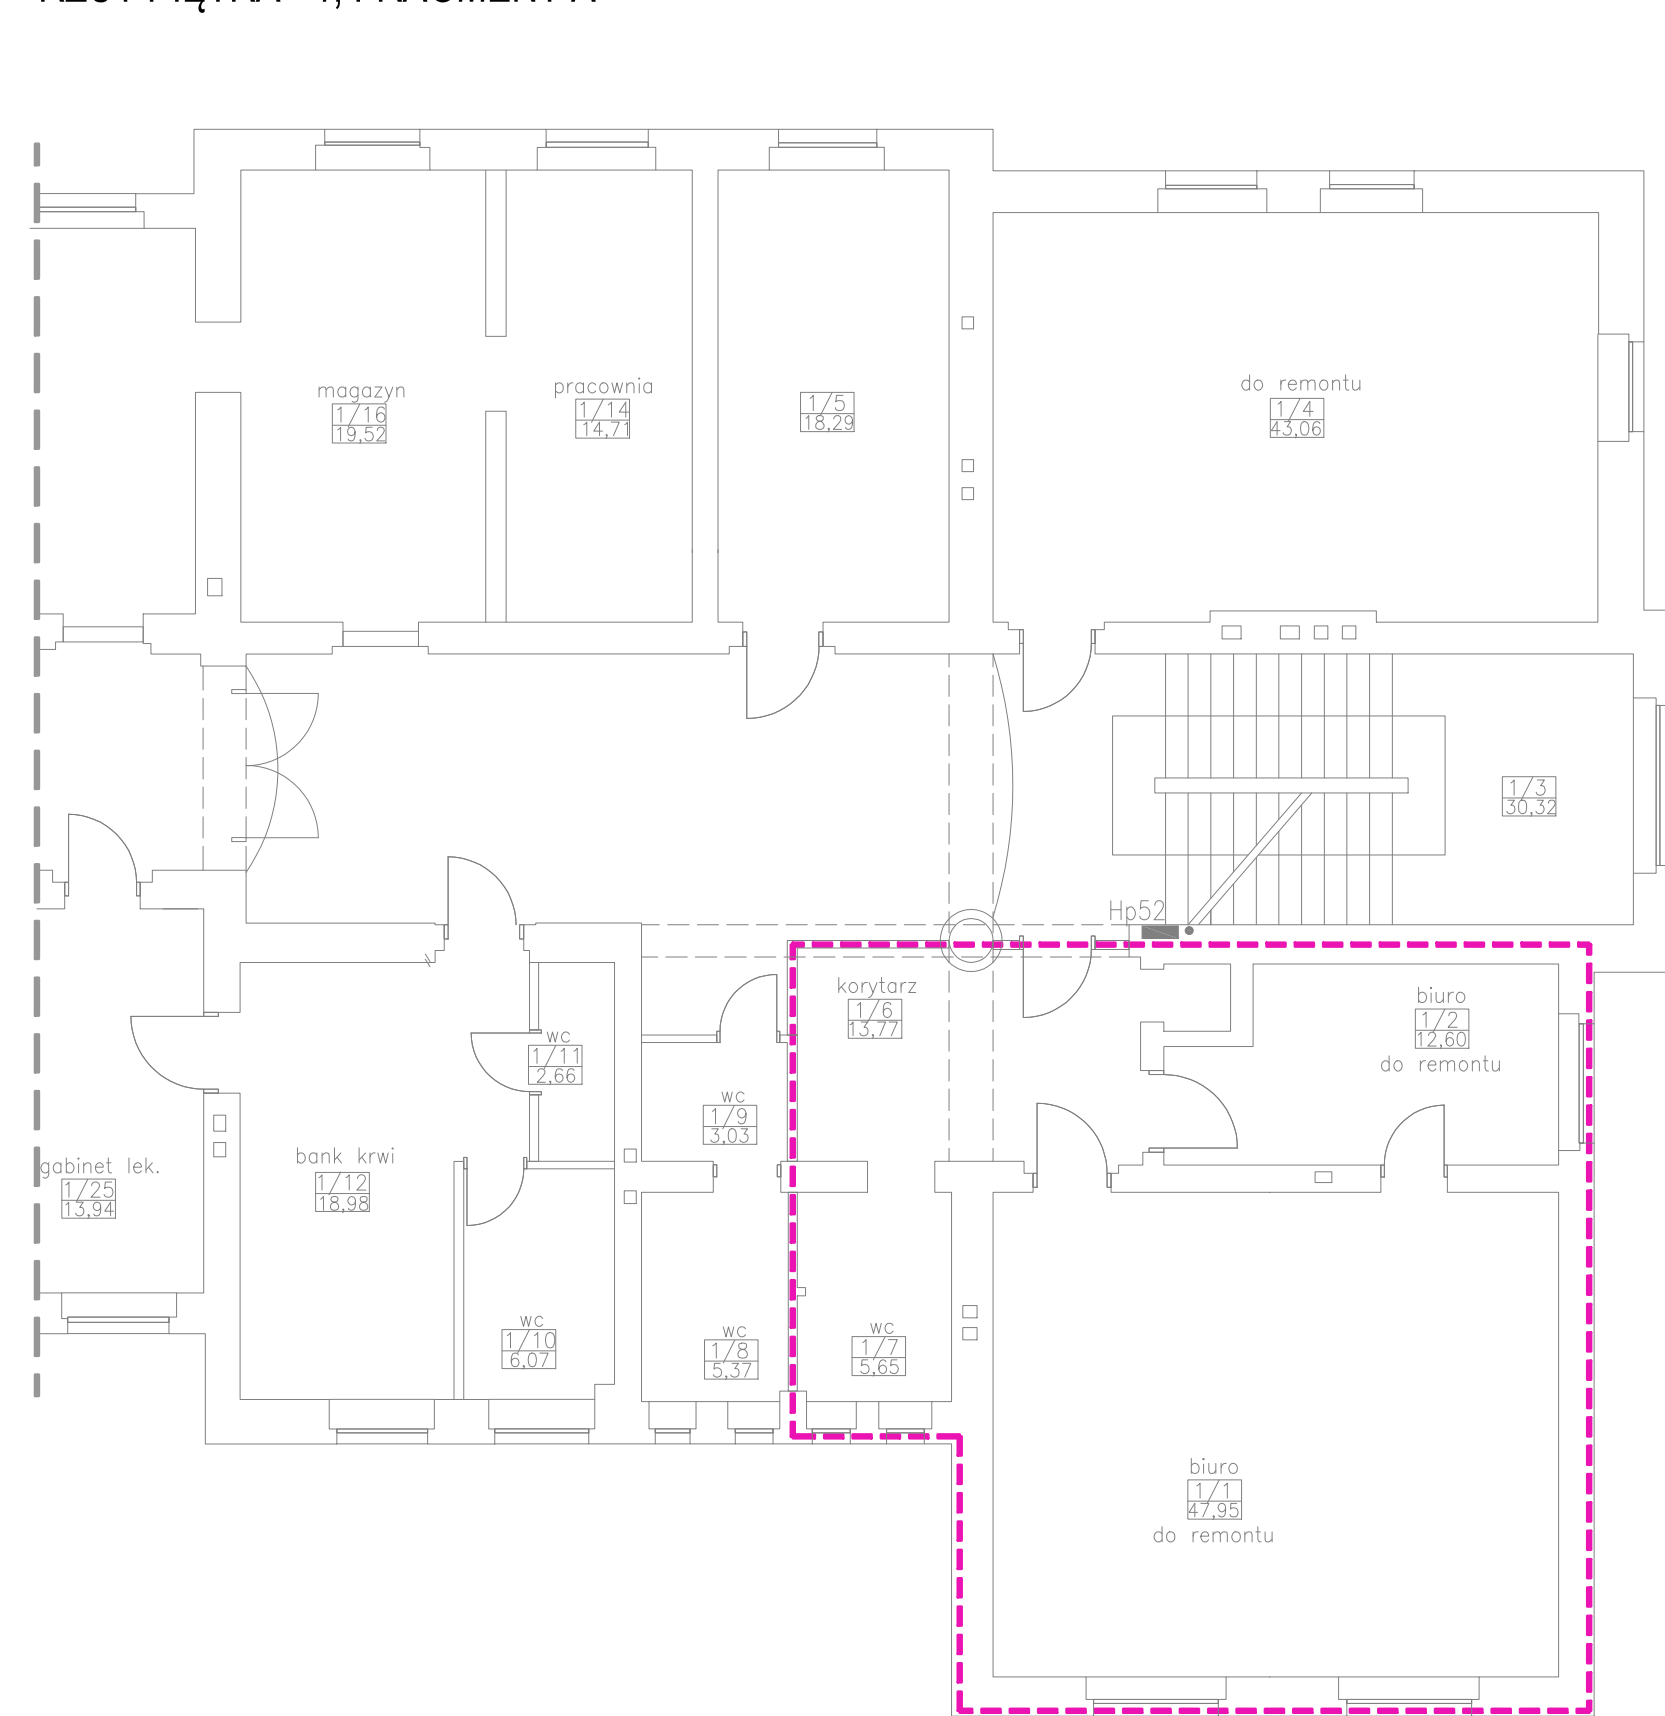 magazyn
1/16
19,52
pracownia
1/14
14,71
1/5
18,29
do remontu
1/4
43,06
1/3
30,32
Hp52
korytarz
1/6
13,77
biuro
1/2
12,60
do remontu
wc
1/11
2,66
wc
1/9
3,03
gabinet lek.
1/25
13,94
bank krwi
1/12
18,98
wc
1/10
6,07
wc
1/8
5,37
wc
1/7
5,65
biuro
1/1
47,95
do remontu